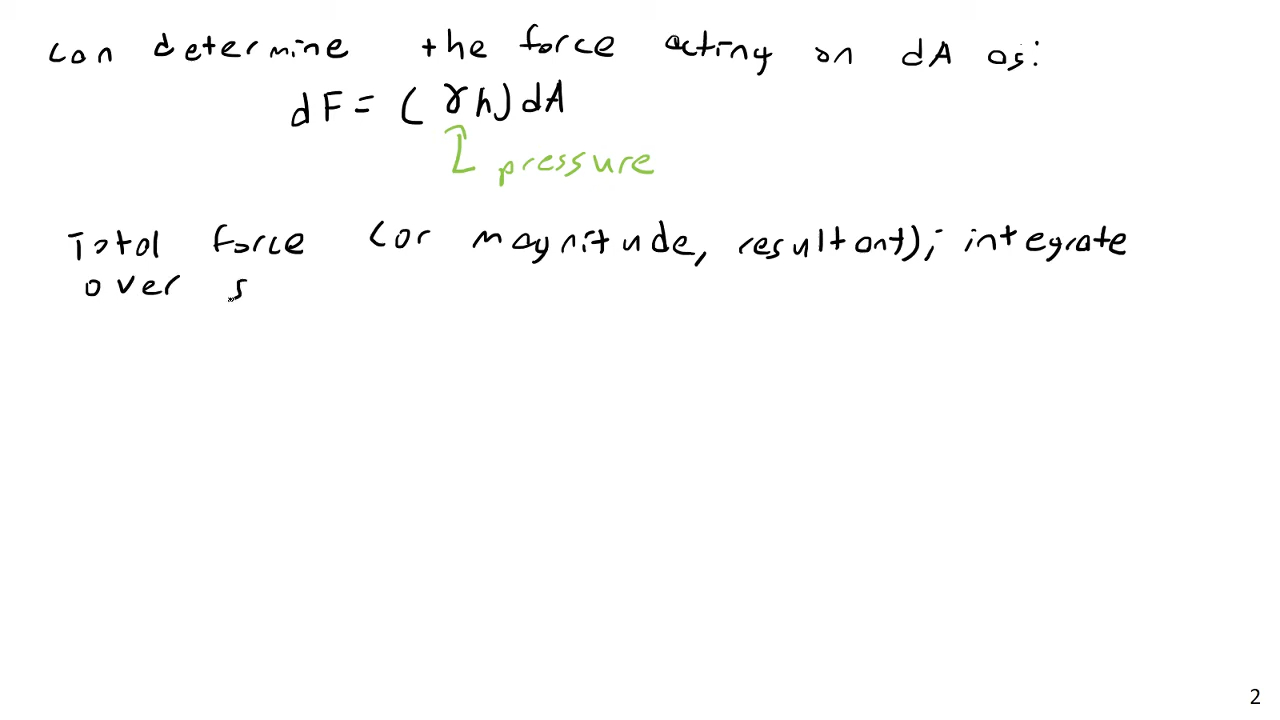 can determine the force acting on dA as:
dF = (γh)dA
pressure
Total force (or magnitude, resultant); integrate
over s
2